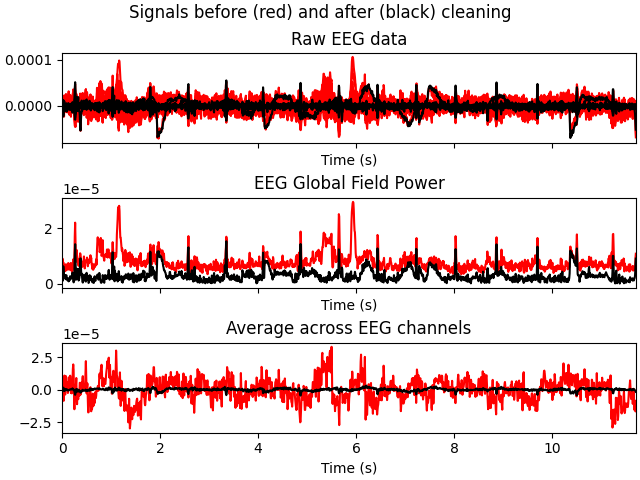 Signals before (red) and after (black) cleaning
Raw EEG data
0.0001
0.0000
Time (s)
EEG Global Field Power
1e−5
2
0
Time (s)
Average across EEG channels
1e−5
2.5
0.0
−2.5
0 2 4 6 8 10
Time (s)